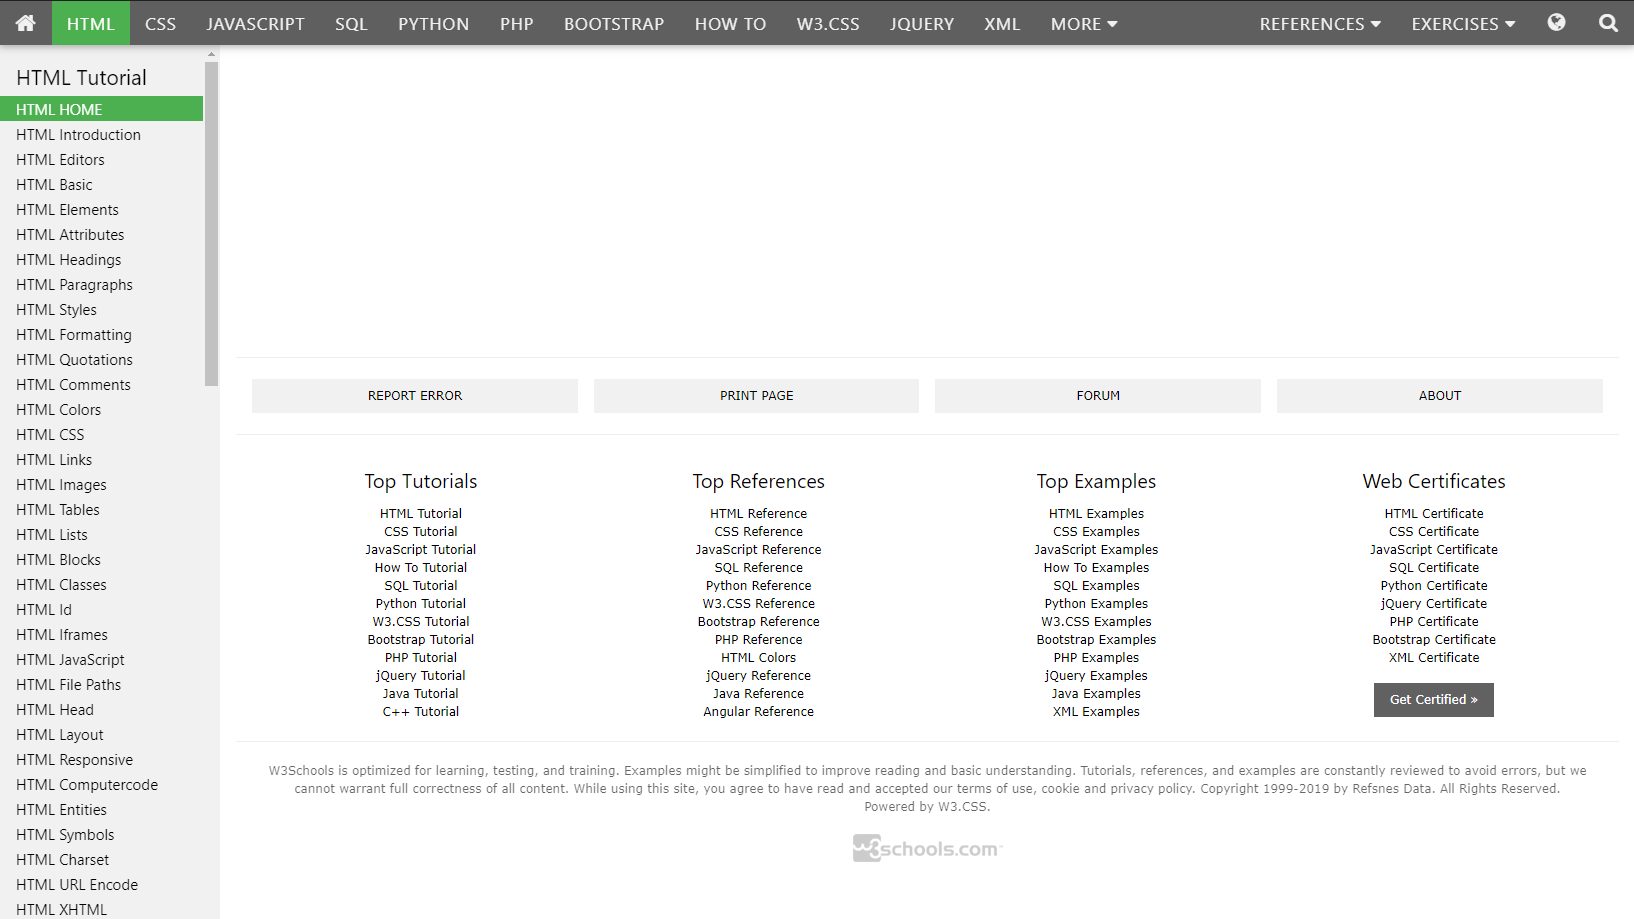 HTML CSS JAVASCRIPT SQL PYTHON PHP BOOTSTRAP HOW TO W3.CSS JQUERY XML MORE REFERENCES EXERCISES
HTML Tutorial
HTML HOME
HTML Introduction
HTML Editors
HTML Basic
HTML Elements
HTML Attributes
HTML Headings
HTML Paragraphs
HTML Styles
HTML Formatting
HTML Quotations
HTML Comments
HTML Colors
HTML CSS
HTML Links
HTML Images
HTML Tables
HTML Lists
HTML Blocks
HTML Classes
HTML Id
HTML Iframes
HTML JavaScript
HTML File Paths
HTML Head
HTML Layout
HTML Responsive
HTML Computercode
HTML Entities
HTML Symbols
HTML Charset
HTML URL Encode
HTML XHTML
REPORT ERROR PRINT PAGE FORUM ABOUT
Top Tutorials
HTML Tutorial
CSS Tutorial
JavaScript Tutorial
How To Tutorial
SQL Tutorial
Python Tutorial
W3.CSS Tutorial
Bootstrap Tutorial
PHP Tutorial
jQuery Tutorial
Java Tutorial
C++ Tutorial
Top References
HTML Reference
CSS Reference
JavaScript Reference
SQL Reference
Python Reference
W3.CSS Reference
Bootstrap Reference
PHP Reference
HTML Colors
jQuery Reference
Java Reference
Angular Reference
Top Examples
HTML Examples
CSS Examples
JavaScript Examples
How To Examples
SQL Examples
Python Examples
W3.CSS Examples
Bootstrap Examples
PHP Examples
jQuery Examples
Java Examples
XML Examples
Web Certificates
HTML Certificate
CSS Certificate
JavaScript Certificate
SQL Certificate
Python Certificate
jQuery Certificate
PHP Certificate
Bootstrap Certificate
XML Certificate
Get Certified »
W3Schools is optimized for learning, testing, and training. Examples might be simplified to improve reading and basic understanding. Tutorials, references, and examples are constantly reviewed to avoid errors, but we
cannot warrant full correctness of all content. While using this site, you agree to have read and accepted our terms of use, cookie and privacy policy. Copyright 1999-2019 by Refsnes Data. All Rights Reserved.
Powered by W3.CSS.
w3schools.com